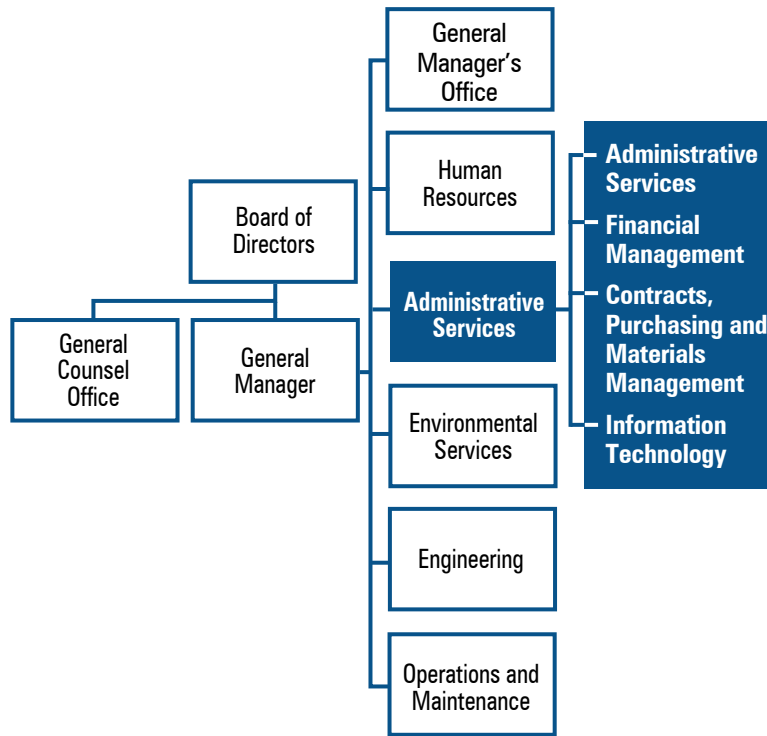 General
Manager's
Office
Human
Resources
Board of
Directors
General
Counsel
Office
General
Manager
Administrative
Services
Environmental
Services
Engineering
Operations and
Maintenance
Administrative
Services
Financial
Management
Contracts,
Purchasing and
Materials
Management
Information
Technology